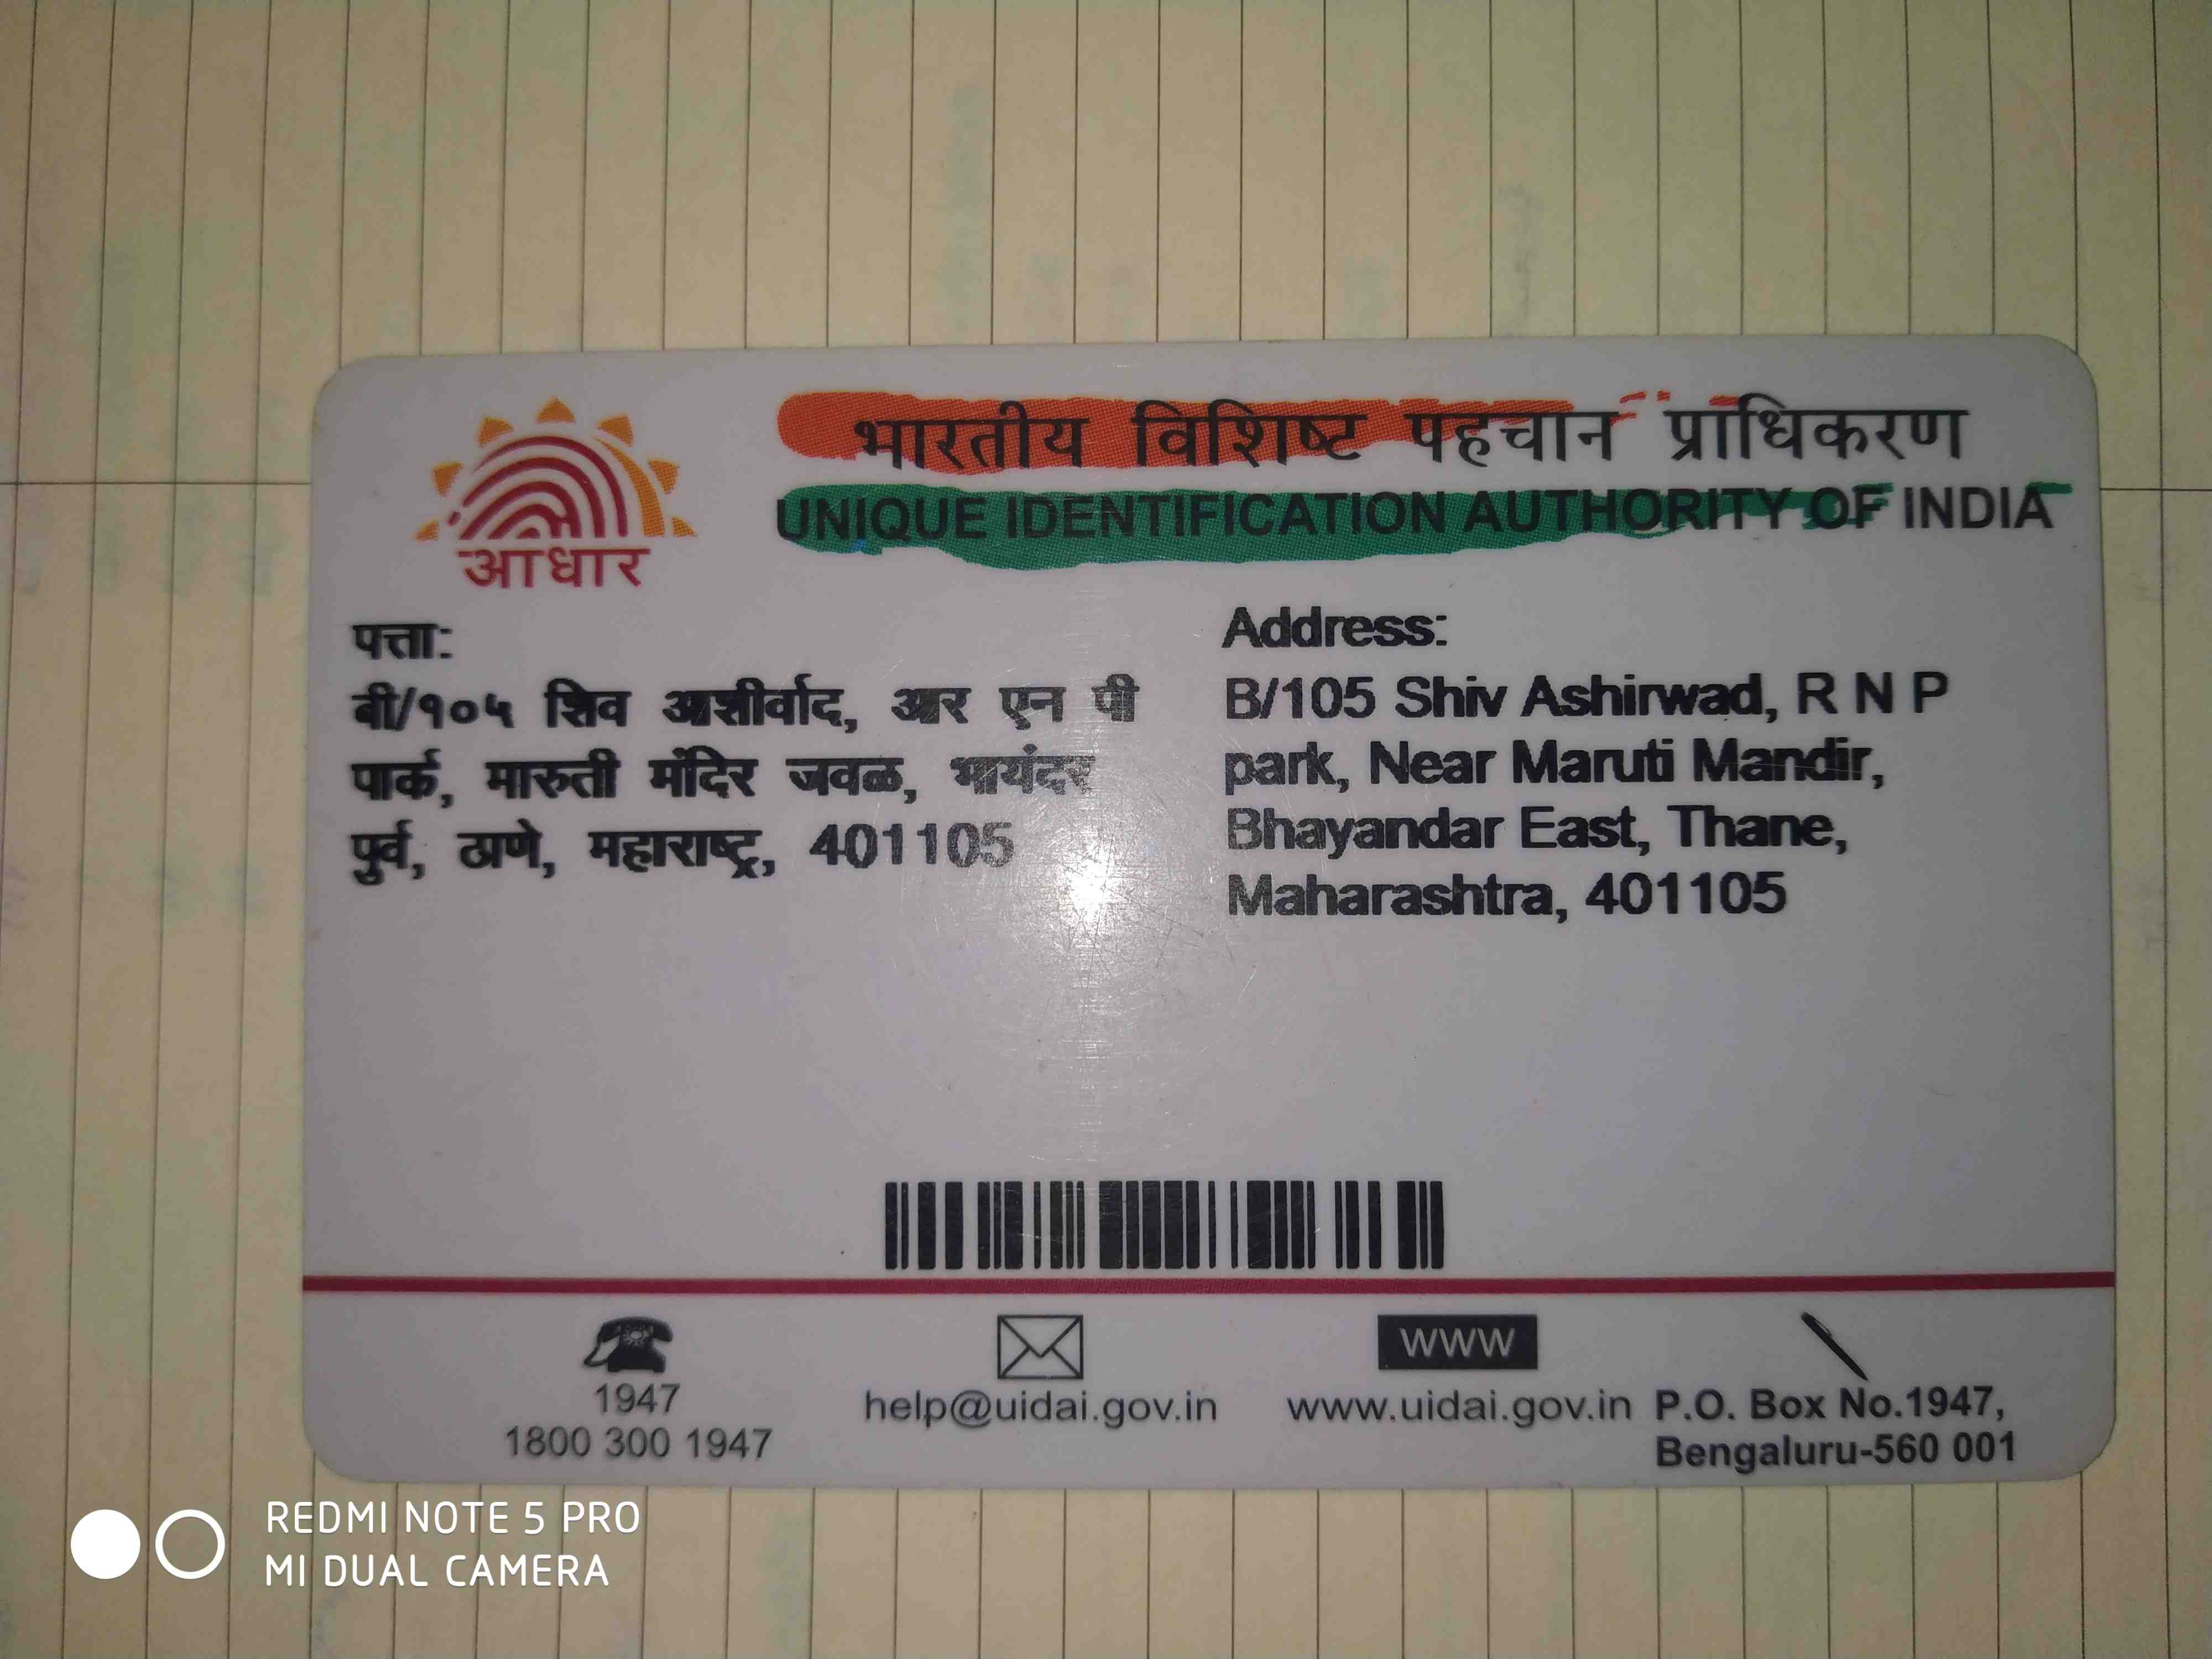 भारतीय विशिष्ट पहचान प्राधिकरण
UNIQUE IDENTIFICATION AUTHORITY OF INDIA
आधार
पत्ता:
बी/१०५ शिव आशीर्वाद, आर एन पी
पार्क, मारुती मंदिर जवळ, भायंदर
पुर्व, ठाणे, महाराष्ट्र, 401105
Address:
B/105 Shiv Ashirwad, R N P
park, Near Maruti Mandir,
Bhayandar East, Thane,
Maharashtra, 401105
1947
1800 300 1947
help@uidai.gov.in
WWW
www.uidai.gov.in
P.O. Box No.1947,
Bengaluru-560 001
REDMI NOTE 5 PRO
MI DUAL CAMERA